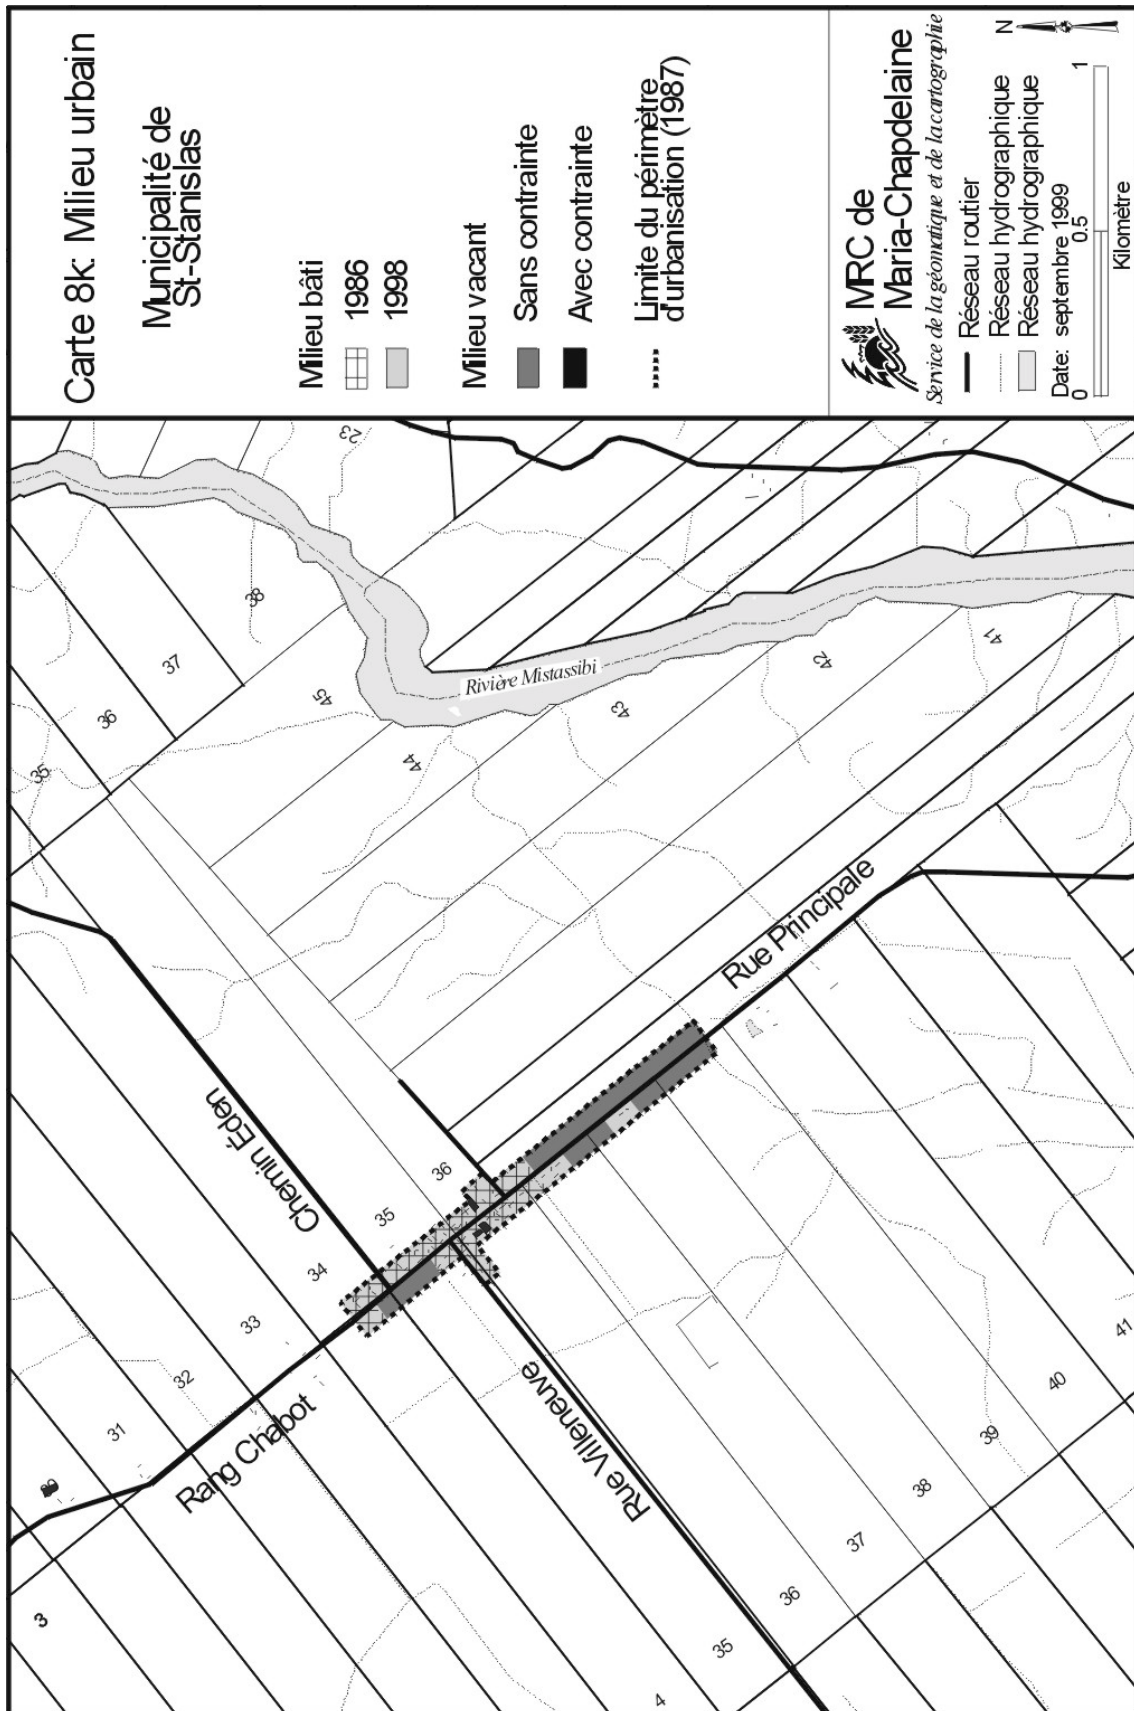 Carte 8k: Milieu urbain
Municipalité de
St-Stanislas
Milieu bâti
1986
1998
Milieu vacant
Sans contrainte
Avec contrainte
Limite du périmètre
d'urbanisation (1987)
MRC de
Maria-Chapdelaine
Service de la géomatique et de la cartographie
Réseau routier
Réseau hydrographique
Réseau hydrographique
Date: septembre 1999
N
0 0.5 1
Kilomètre
23
38
37
36
35
45
44
43
42
41
Rivière Mistassibi
Rue Principale
Chemin Éden
36
35
34
33
32
31
Rang Chabot
Rue Villeneuve
3
4
35
36
37
38
39
40
41